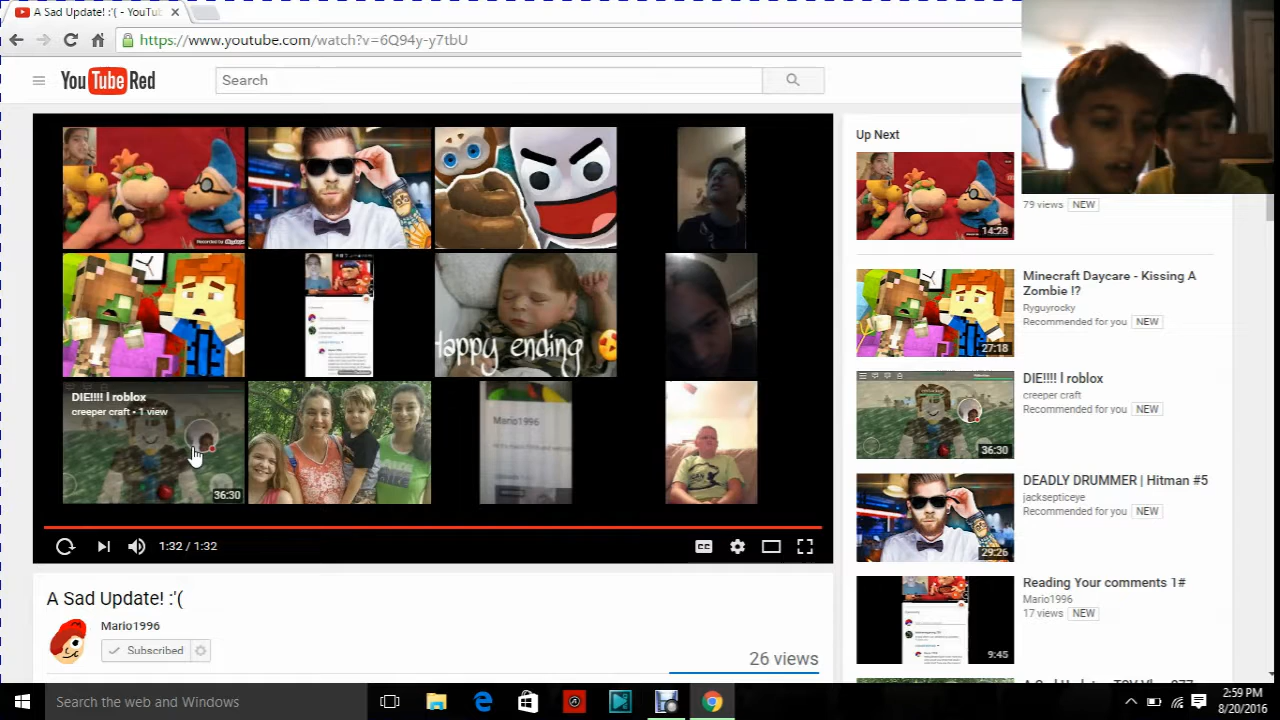 A Sad Update! :'( - YouTu
https://www.youtube.com/watch?v=6Q94y-y7tbU
YouTube Red
Search
Up Next
79 views NEW
14:28
Minecraft Daycare - Kissing A
Zombie !?
Ryguyrocky
Recommended for you NEW
27:18
DIE!!!! l roblox
creeper craft
Recommended for you NEW
36:30
DEADLY DRUMMER | Hitman #5
jacksepticeye
Recommended for you NEW
29:26
Reading Your comments 1#
Mario1996
17 views NEW
9:45
Happy ending
DIE!!!! l roblox
creeper craft • 1 view
36:30
Mario1996
1:32 / 1:32
CC
A Sad Update! :'(
Mario1996
Subscribed
26 views
Search the web and Windows
2:59 PM
8/20/2016